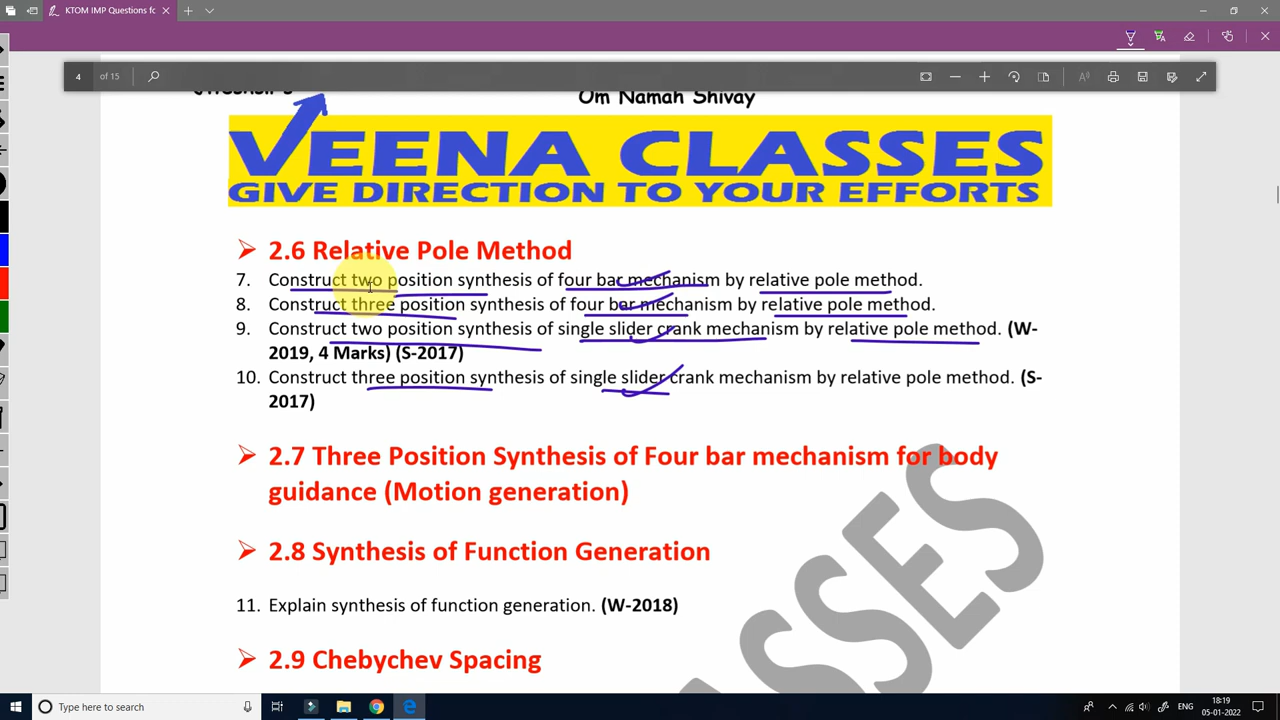 KTOM IMP Questions fo
4 of 15
Om Namah Shivay
VEENA CLASSES
GIVE DIRECTION TO YOUR EFFORTS
2.6 Relative Pole Method
7. Construct two position synthesis of four bar mechanism by relative pole method.
8. Construct three position synthesis of four bar mechanism by relative pole method.
9. Construct two position synthesis of single slider crank mechanism by relative pole method. (W-
2019, 4 Marks) (S-2017)
10. Construct three position synthesis of single slider crank mechanism by relative pole method. (S-
2017)
2.7 Three Position Synthesis of Four bar mechanism for body
guidance (Motion generation)
2.8 Synthesis of Function Generation
11. Explain synthesis of function generation. (W-2018)
2.9 Chebychev Spacing
SSES
Type here to search
ENG
18:19
05-01-2022